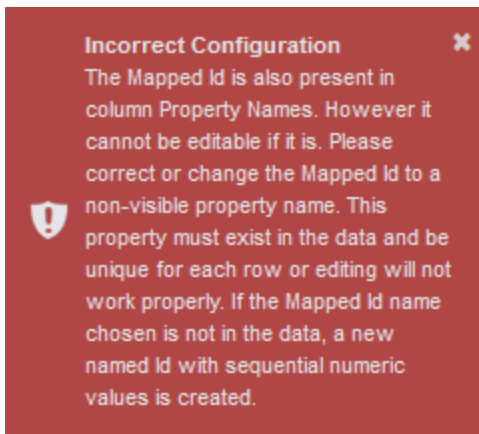 Incorrect Configuration
The Mapped Id is also present in
column Property Names. However it
cannot be editable if it is. Please
correct or change the Mapped Id to a
non-visible property name. This
property must exist in the data and be
unique for each row or editing will not
work properly. If the Mapped Id name
chosen is not in the data, a new
named Id with sequential numeric
values is created.